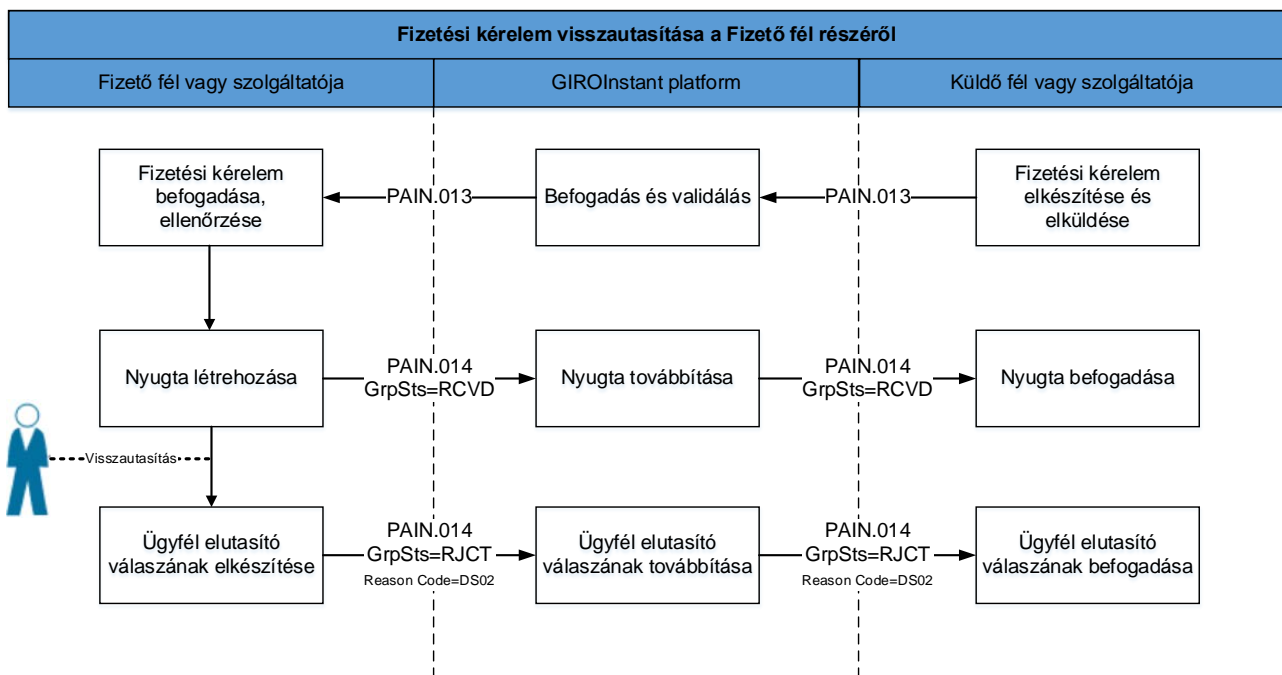 Fizetési kérelem visszautasítása a Fizető fél részéről
Fizető fél vagy szolgáltatója
GIROInstant platform
Küldő fél vagy szolgáltatója
Fizetési kérelem
befogadása,
ellenőrzése
PAIN.013
Befogadás és validálás
PAIN.013
Fizetési kérelem
elkészítése és
elküldése
Nyugta létrehozása
PAIN.014
GrpSts=RCVD
Nyugta továbbítása
PAIN.014
GrpSts=RCVD
Nyugta befogadása
Visszautasítás
Ügyfél elutasító
válaszának elkészítése
PAIN.014
GrpSts=RJCT
Reason Code=DS02
Ügyfél elutasító
válaszának továbbítása
PAIN.014
GrpSts=RJCT
Reason Code=DS02
Ügyfél elutasító
válaszának befogadása